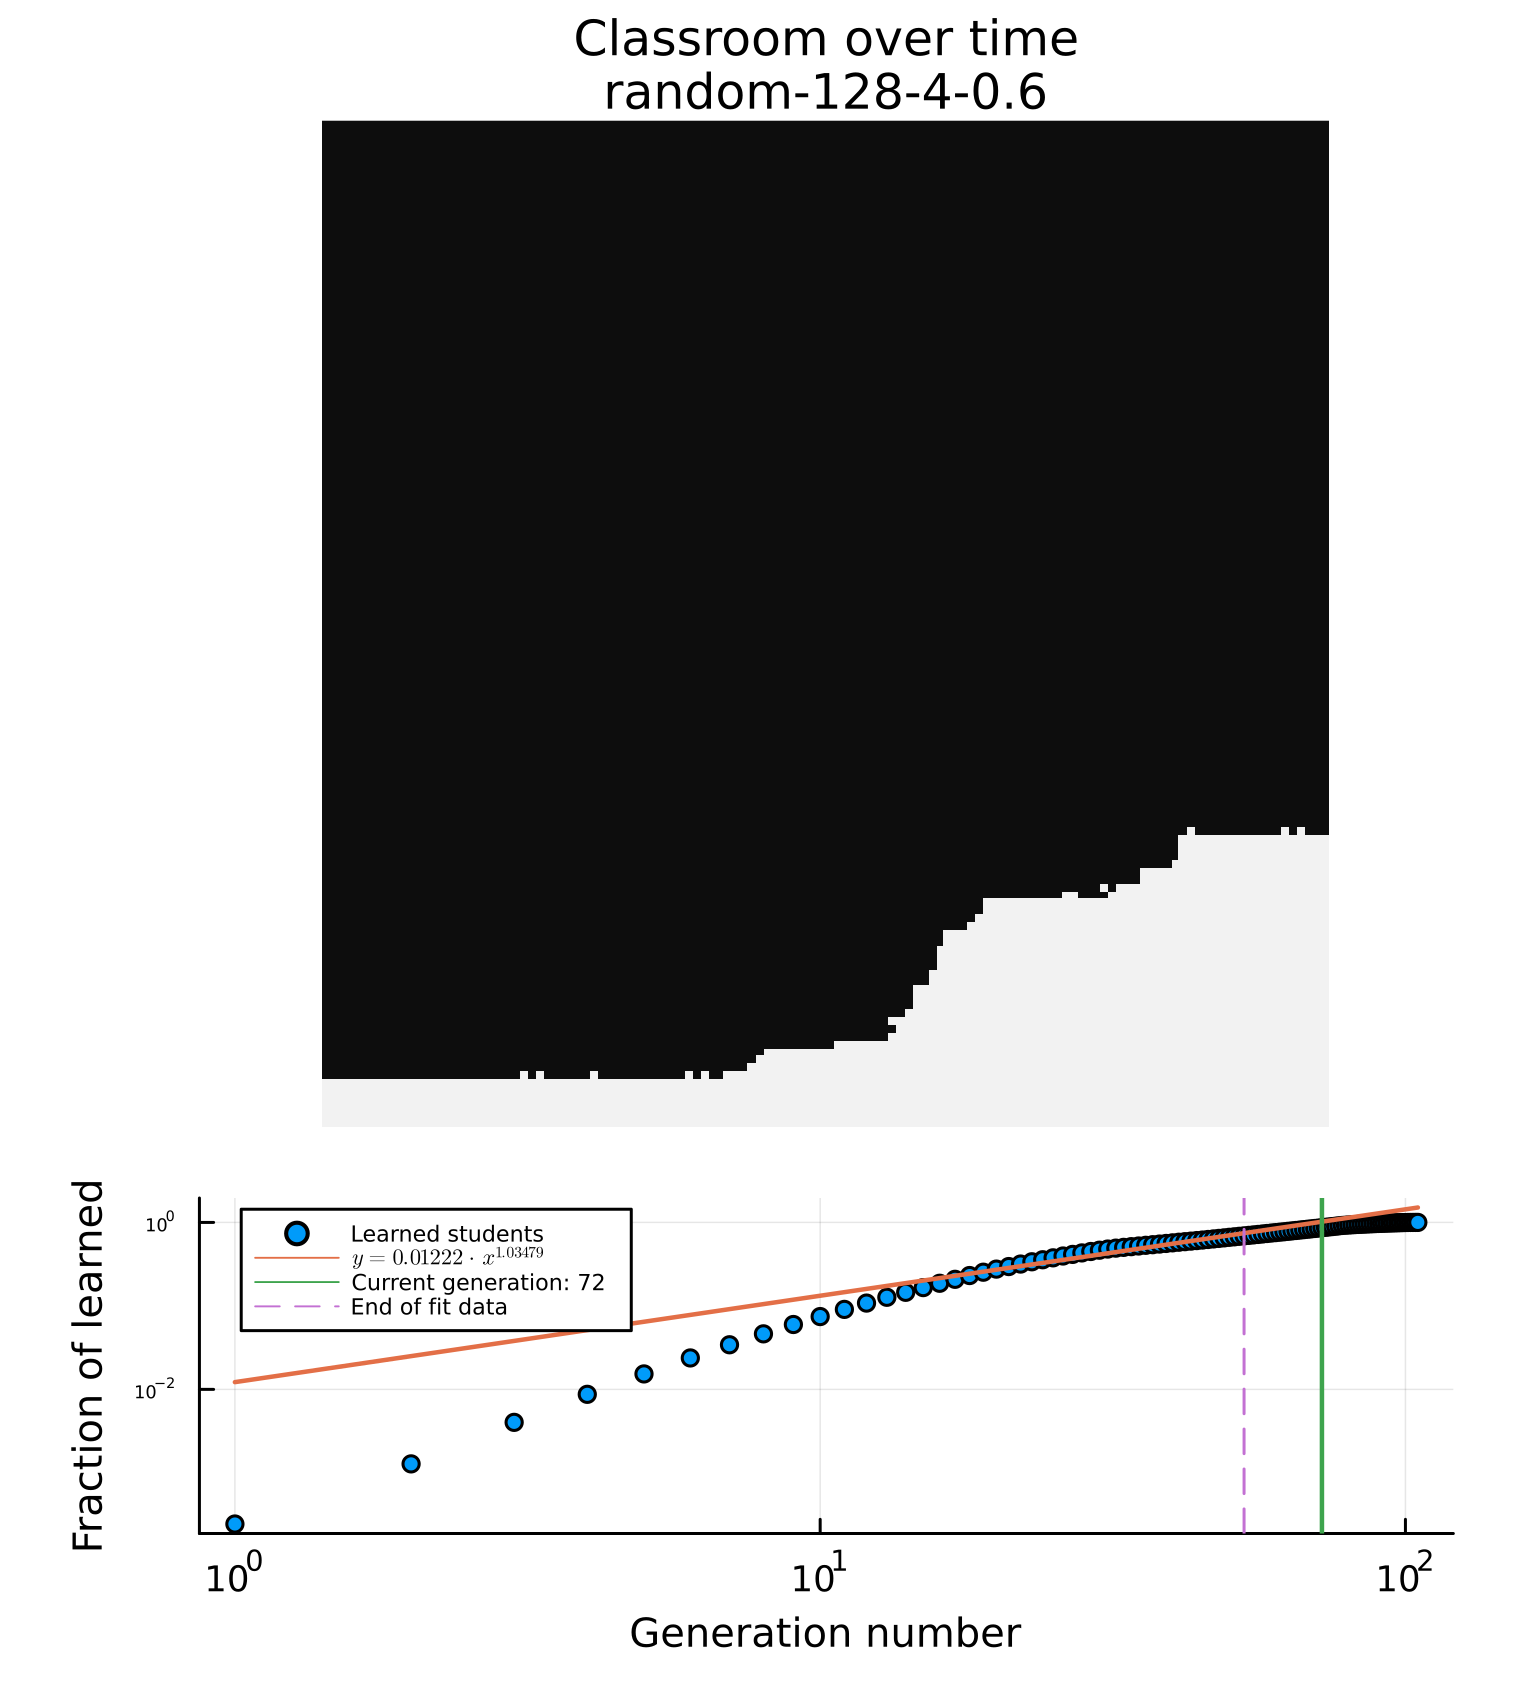 Classroom over time
random-128-4-0.6
Fraction of learned
10^0
10^−2
Learned students
y = 0.01222 · x^1.03479
Current generation: 72
End of fit data
10^0
10^1
10^2
Generation number